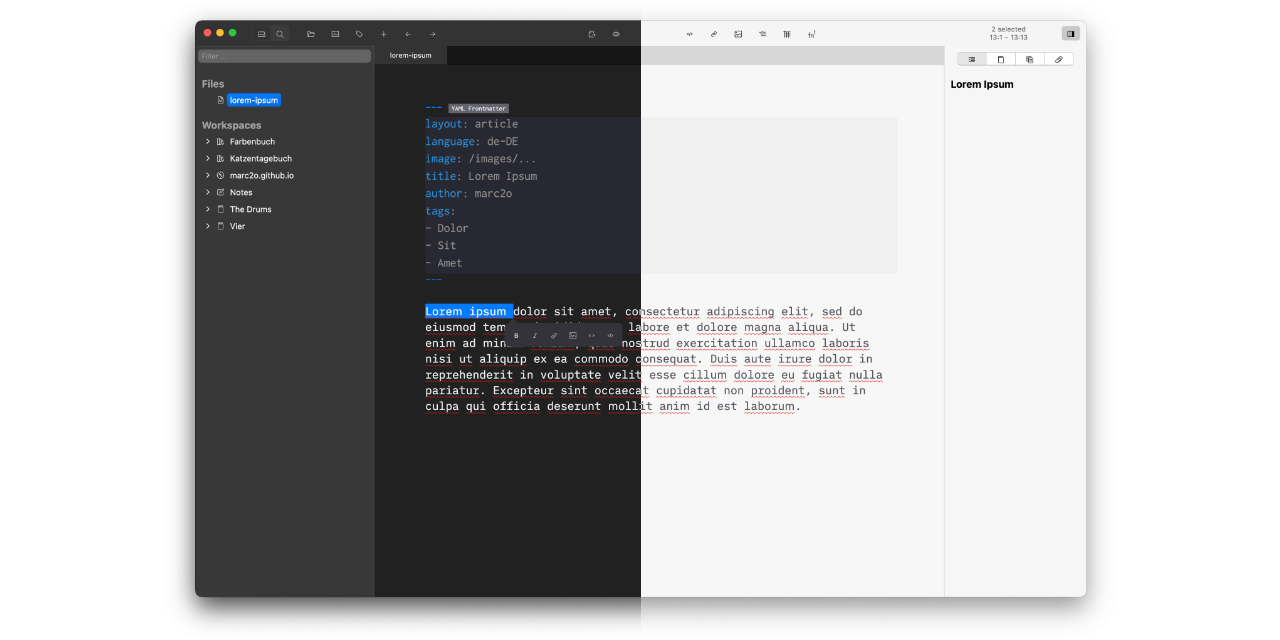 2 selected
13:1 – 13:13
Filter ...
lorem-ipsum
Files
lorem-ipsum
Workspaces
Farbenbuch
Katzentagebuch
marc2o.github.io
Notes
The Drums
Vier
--- YAML Frontmatter
layout: article
language: de-DE
image: /images/...
title: Lorem Ipsum
author: marc2o
tags:
- Dolor
- Sit
- Amet
---
Lorem ipsum dolor sit amet, consectetur adipiscing elit, sed do
eiusmod tem labore et dolore magna aliqua. Ut
enim ad min nostrud exercitation ullamco laboris
nisi ut aliquip ex ea commodo consequat. Duis aute irure dolor in
reprehenderit in voluptate velit esse cillum dolore eu fugiat nulla
pariatur. Excepteur sint occaecat cupidatat non proident, sunt in
culpa qui officia deserunt mollit anim id est laborum.
B I
Lorem Ipsum